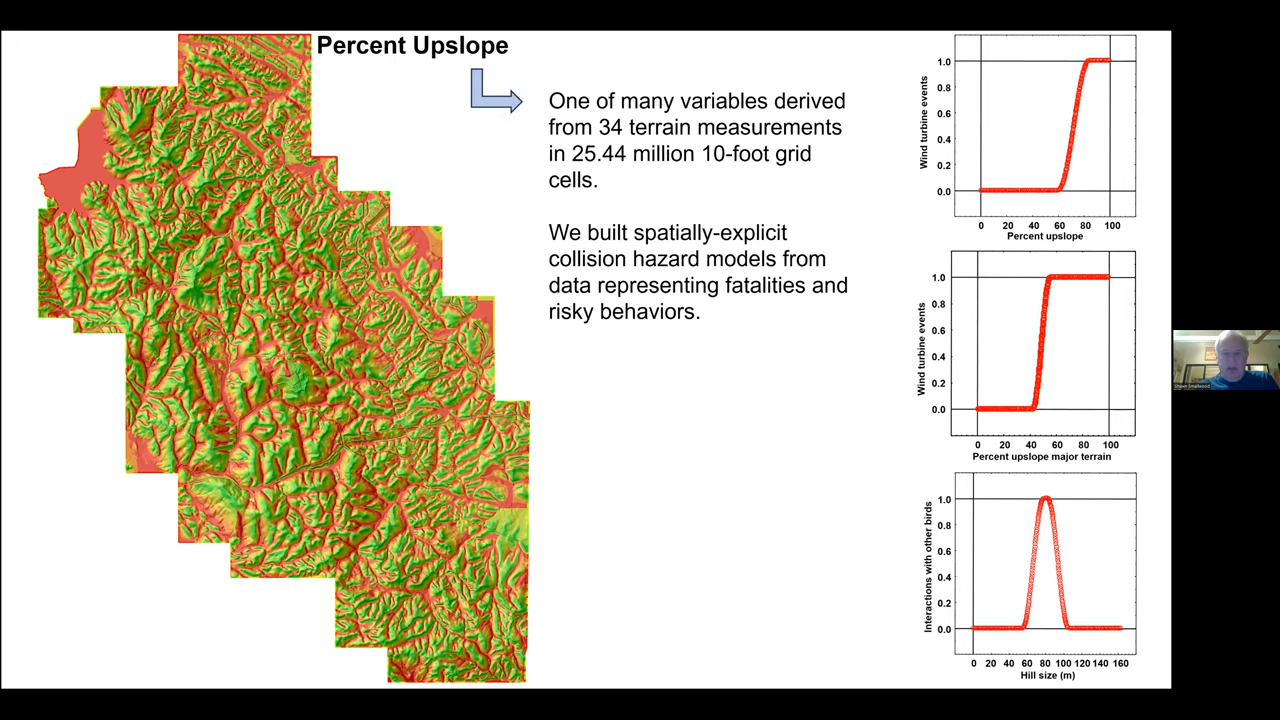 Percent Upslope
One of many variables derived
from 34 terrain measurements
in 25.44 million 10-foot grid
cells.
We built spatially-explicit
collision hazard models from
data representing fatalities and
risky behaviors.
Wind turbine events
1.0
0.8
0.6
0.4
0.2
0.0
0 20 40 60 80 100
Percent upslope
Wind turbine events
1.0
0.8
0.6
0.4
0.2
0.0
0 20 40 60 80 100
Percent upslope major terrain
Interactions with other birds
1.0
0.8
0.6
0.4
0.2
0.0
0 20 40 60 80 100 120 140 160
Hill size (m)
Shawn Smallwood